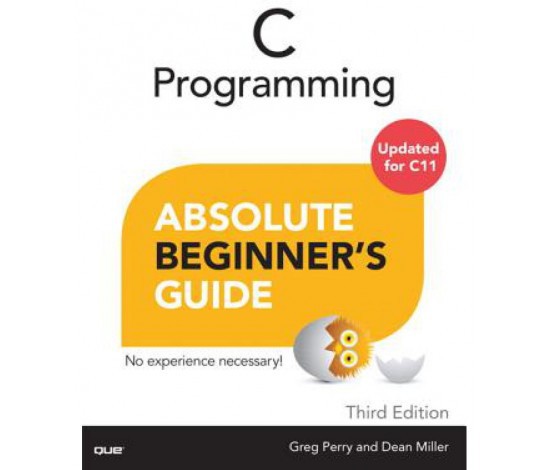 C
Programming
Updated
for C11
ABSOLUTE
BEGINNER'S
GUIDE
No experience necessary!
Third Edition
que®
Greg Perry and Dean Miller